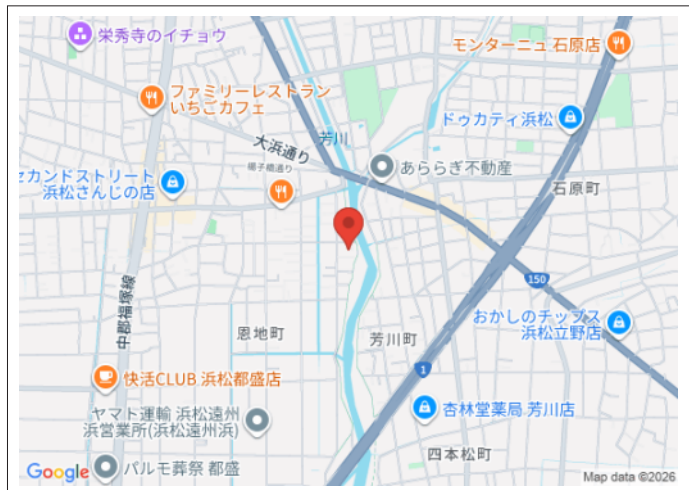 栄秀寺のイチョウ
モンターニュ 石原店
ファミリーレストラン
いちごカフェ
芳川
ドゥカティ浜松
大浜通り
揚子橋通り
あららぎ不動産
セカンドストリート
浜松さんじの店
石原町
中郡福塚線
150
恩地町
芳川町
おかしのチップス
浜松立野店
1
快活CLUB 浜松都盛店
杏林堂薬局 芳川店
ヤマト運輸 浜松遠州
浜営業所(浜松遠州浜)
四本松町
Google
パルモ葬祭 都盛
Map data ©2026